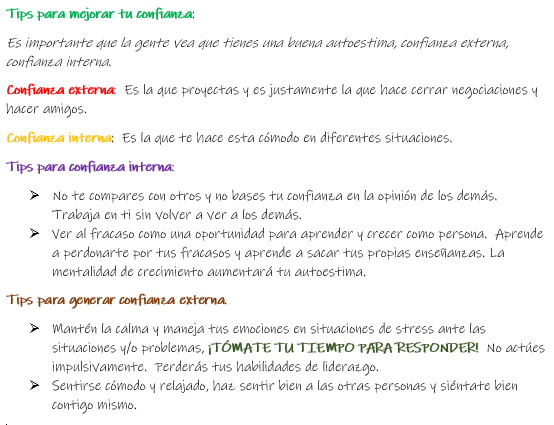 Tips para mejorar tu confianza:
Es importante que la gente vea que tienes una buena autoestima, confianza externa,
confianza interna.
Confianza externa: Es la que proyectas y es justamente la que hace cerrar negociaciones y
hacer amigos.
Confianza interna: Es la que te hace esta cómodo en diferentes situaciones.
Tips para confianza interna:
➤ No te compares con otros y no bases tu confianza en la opinión de los demás.
Trabaja en ti sin volver a ver a los demás.
➤ Ver al fracaso como una oportunidad para aprender y crecer como persona. Aprende
a perdonarte por tus fracasos y aprende a sacar tus propias enseñanzas. La
mentalidad de crecimiento aumentará tu autoestima.
Tips para generar confianza externa.
➤ Mantén la calma y maneja tus emociones en situaciones de stress ante las
situaciones y/o problemas, ¡TÓMATE TU TIEMPO PARA RESPONDER! No actúes
impulsivamente. Perderás tus habilidades de liderazgo.
➤ Sentirse cómodo y relajado, haz sentir bien a las otras personas y siéntate bien
contigo mismo.